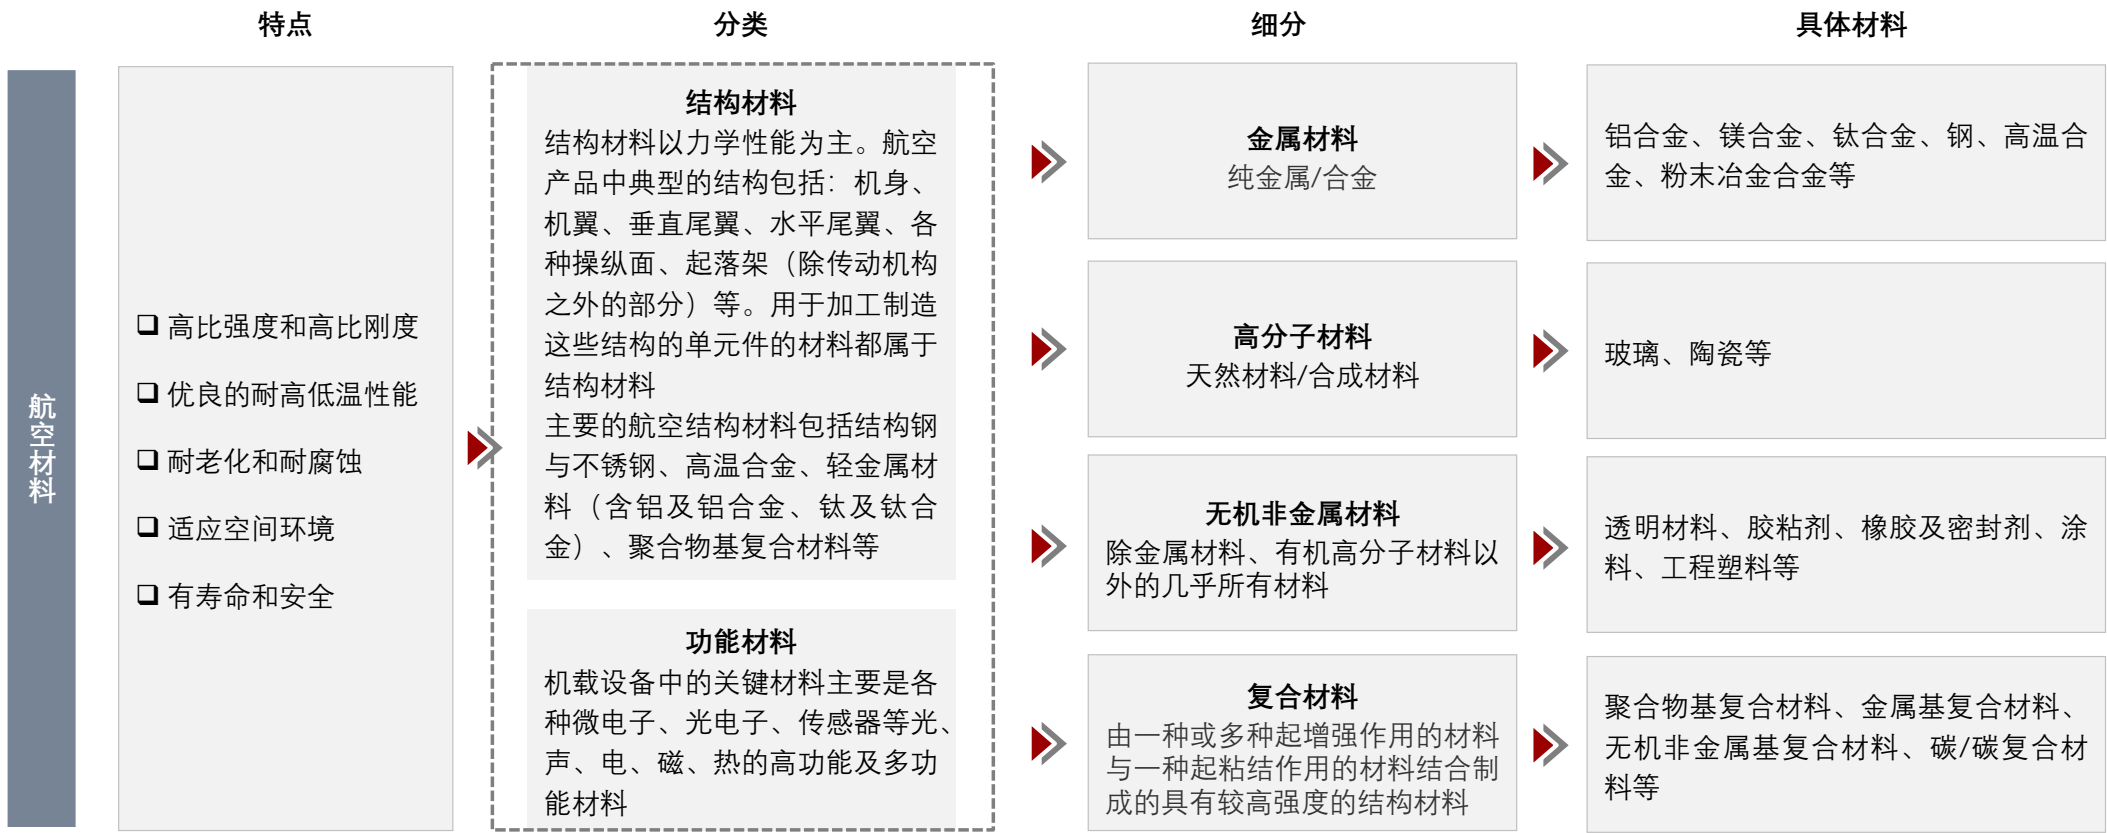 特点
分类
细分
具体材料
航空材料
❑ 高比强度和高比刚度
❑ 优良的耐高低温性能
❑ 耐老化和耐腐蚀
❑ 适应空间环境
❑ 有寿命和安全
结构材料
结构材料以力学性能为主。航空
产品中典型的结构包括：机身、
机翼、垂直尾翼、水平尾翼、各
种操纵面、起落架（除传动机构
之外的部分）等。用于加工制造
这些结构的单元件的材料都属于
结构材料
主要的航空结构材料包括结构钢
与不锈钢、高温合金、轻金属材
料（含铝及铝合金、钛及钛合
金）、聚合物基复合材料等
功能材料
机载设备中的关键材料主要是各
种微电子、光电子、传感器等光、
声、电、磁、热的高功能及多功
能材料
金属材料
纯金属/合金
高分子材料
天然材料/合成材料
无机非金属材料
除金属材料、有机高分子材料以
外的几乎所有材料
复合材料
由一种或多种起增强作用的材料
与一种起粘结作用的材料结合制
成的具有较高强度的结构材料
铝合金、镁合金、钛合金、钢、高温合
金、粉末冶金合金等
玻璃、陶瓷等
透明材料、胶粘剂、橡胶及密封剂、涂
料、工程塑料等
聚合物基复合材料、金属基复合材料、
无机非金属基复合材料、碳/碳复合材
料等